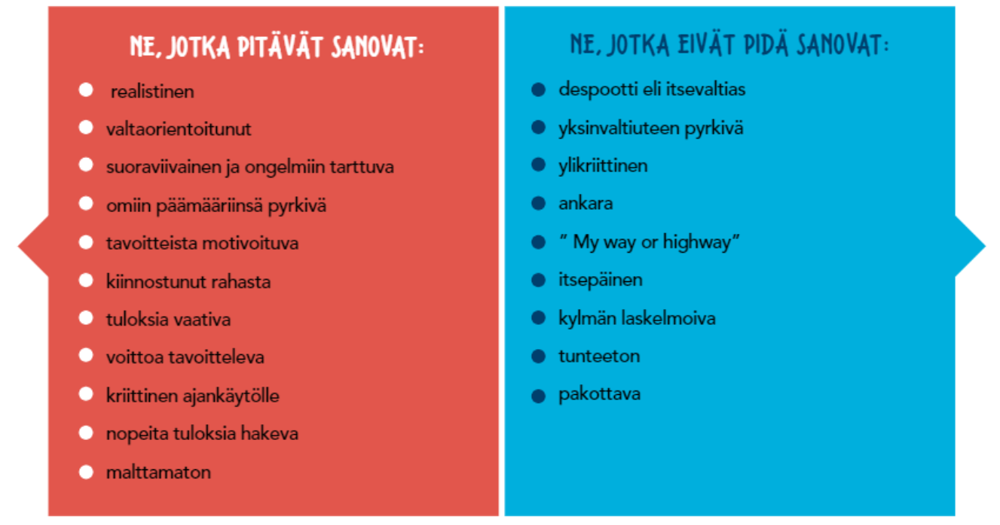 NE, JOTKA PITÄVÄT SANOVAT:
realistinen
valtaorientoitunut
suoraviivainen ja ongelmiin tarttuva
omiin päämääriinsä pyrkivä
tavoitteista motivoituva
kiinnostunut rahasta
tuloksia vaativa
voittoa tavoitteleva
kriittinen ajankäytölle
nopeita tuloksia hakeva
malttamaton
NE, JOTKA EIVÄT PIDÄ SANOVAT:
despootti eli itsevaltias
yksinvaltiuteen pyrkivä
ylikriittinen
ankara
” My way or highway”
itsepäinen
kylmän laskelmoiva
tunteeton
pakottava